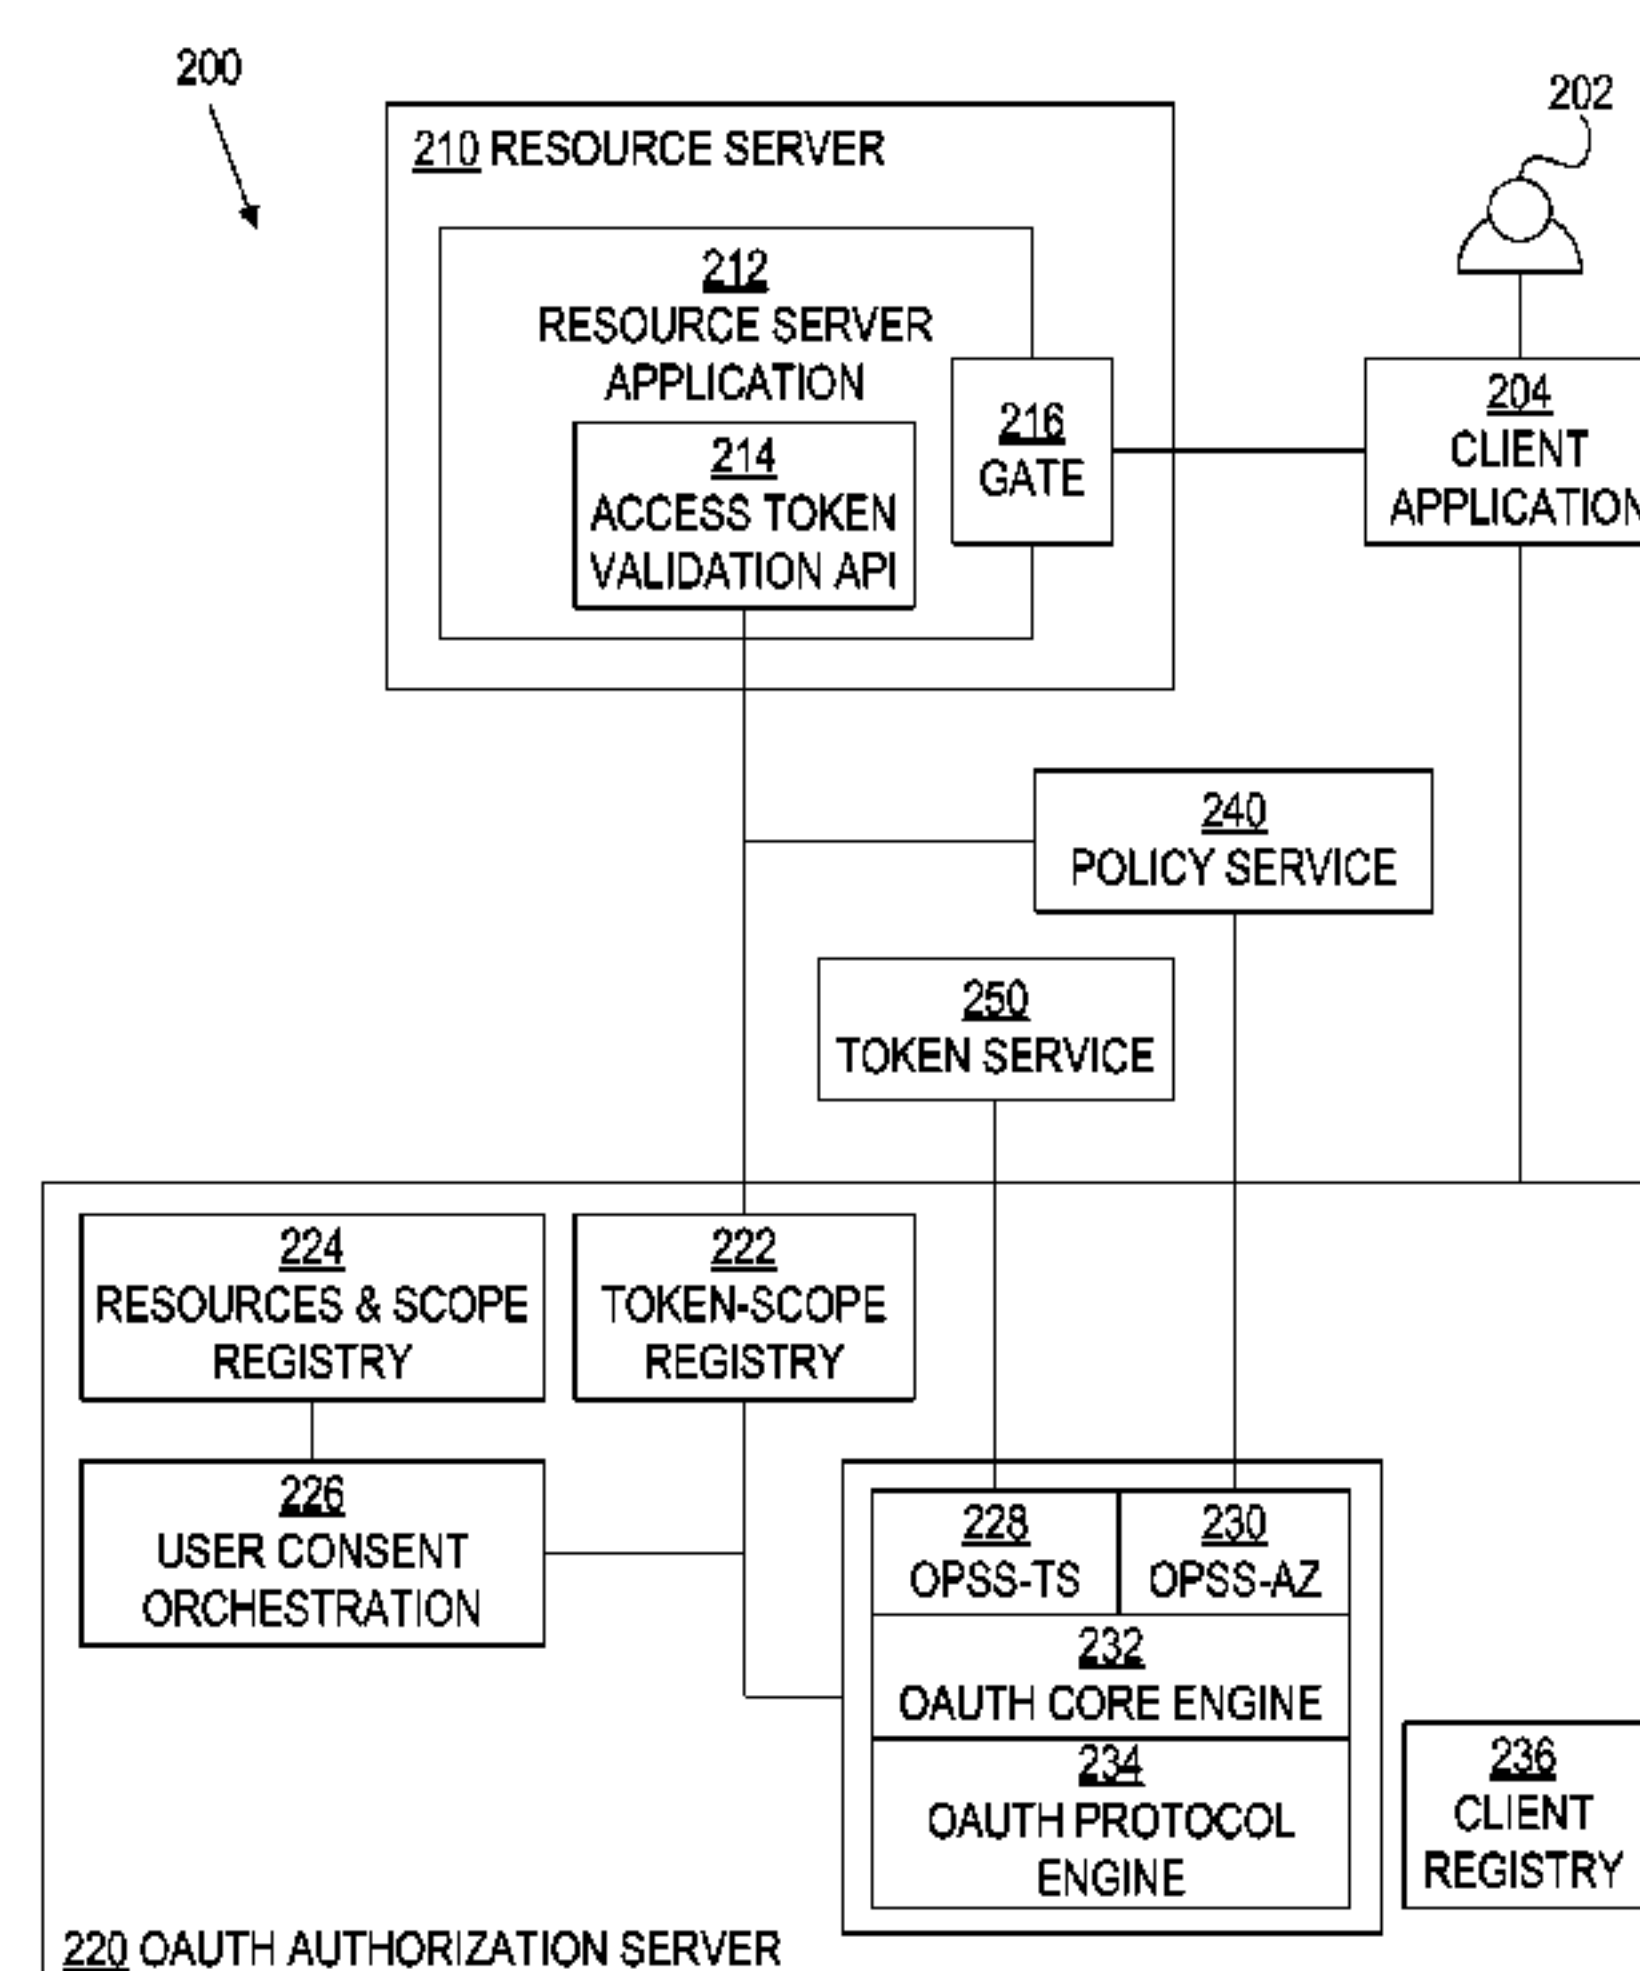 200
202
210 RESOURCE SERVER
212
RESOURCE SERVER
APPLICATION
214
ACCESS TOKEN
VALIDATION API
216
GATE
204
CLIENT
APPLICATION
240
POLICY SERVICE
250
TOKEN SERVICE
224
RESOURCES & SCOPE
REGISTRY
222
TOKEN-SCOPE
REGISTRY
226
USER CONSENT
ORCHESTRATION
228
OPSS-TS
230
OPSS-AZ
232
OAUTH CORE ENGINE
234
OAUTH PROTOCOL
ENGINE
236
CLIENT
REGISTRY
220 OAUTH AUTHORIZATION SERVER